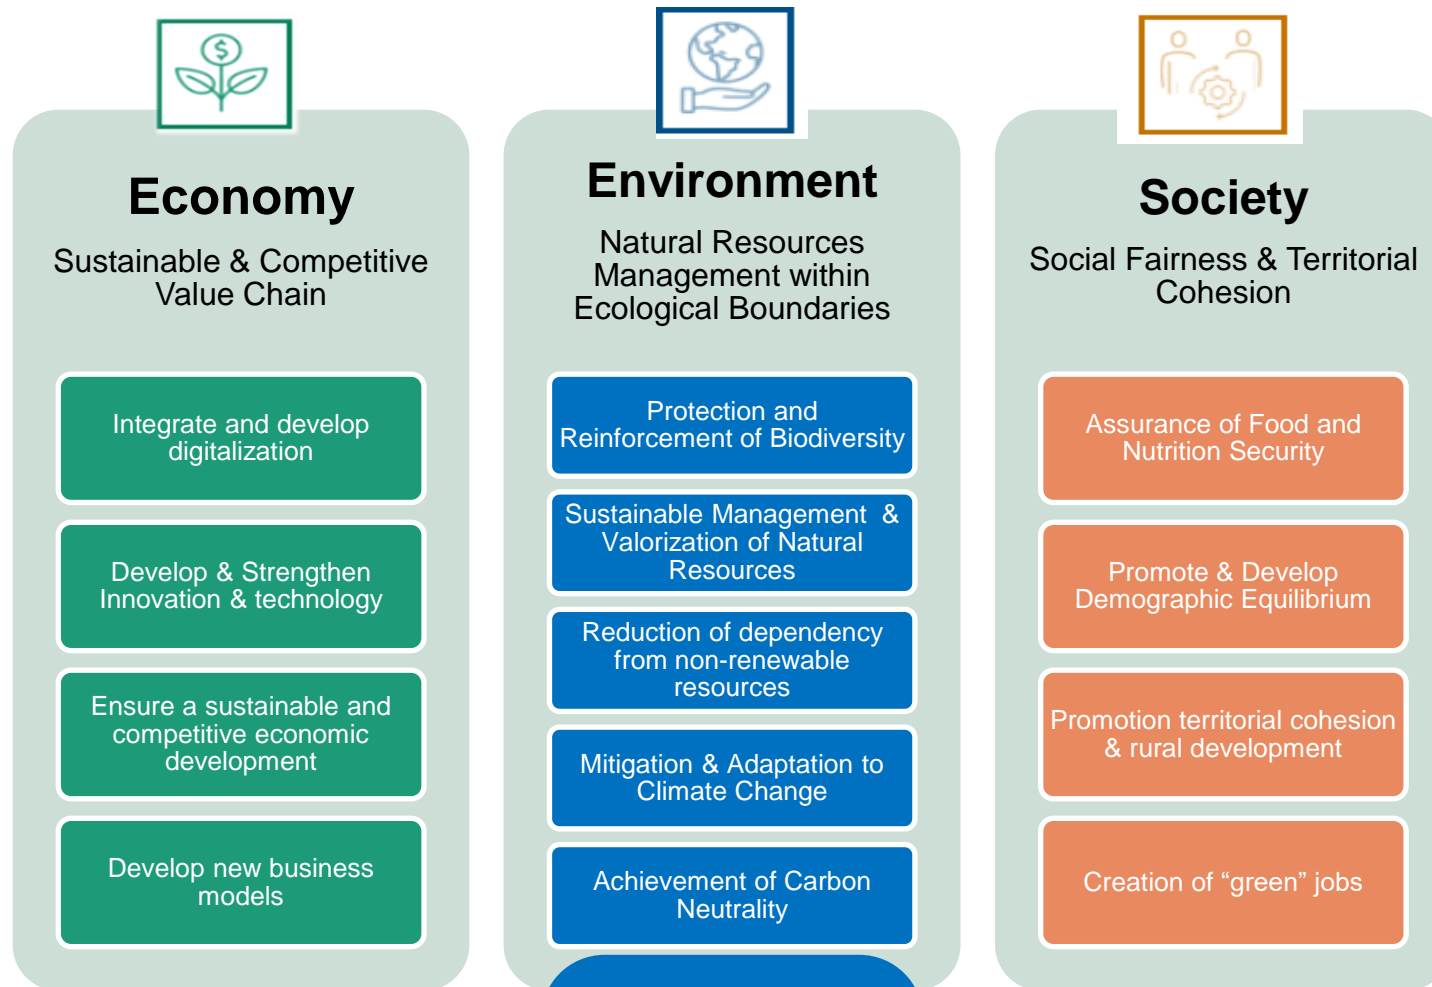 $
Economy
Sustainable & Competitive
Value Chain
Integrate and develop
digitalization
Develop & Strengthen
Innovation & technology
Ensure a sustainable and
competitive economic
development
Develop new business
models
Environment
Natural Resources
Management within
Ecological Boundaries
Protection and
Reinforcement of Biodiversity
Sustainable Management  &
Valorization of Natural
Resources
Reduction of dependency
from non-renewable
resources
Mitigation & Adaptation to
Climate Change
Achievement of Carbon
Neutrality
Society
Social Fairness & Territorial
Cohesion
Assurance of Food and
Nutrition Security
Promote & Develop
Demographic Equilibrium
Promotion territorial cohesion
& rural development
Creation of “green” jobs